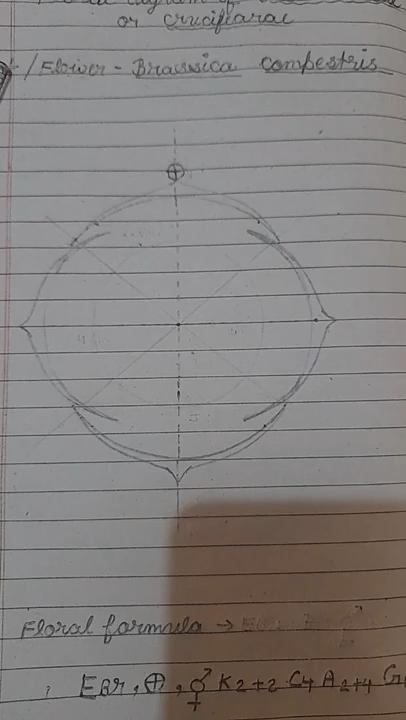 or cruciferae
/ Flower - Brassica compestris
⊕
Floral formula →
, EBr, ⊕, ⚥ K2+2 C4 A2+4 G